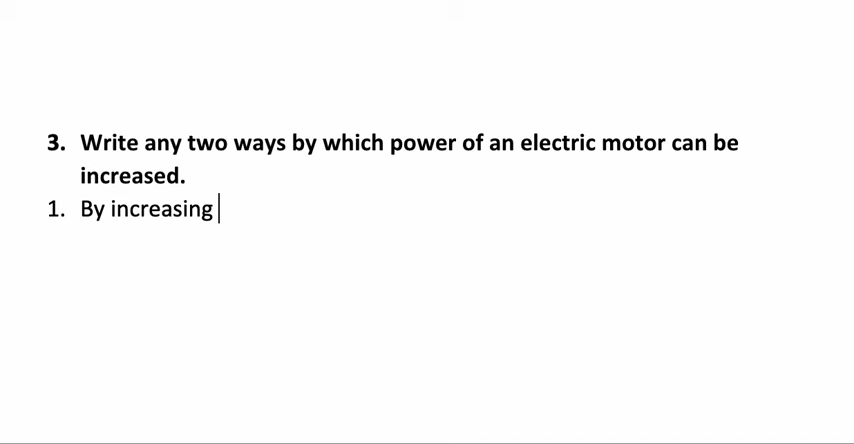 3. Write any two ways by which power of an electric motor can be
increased.
1. By increasing